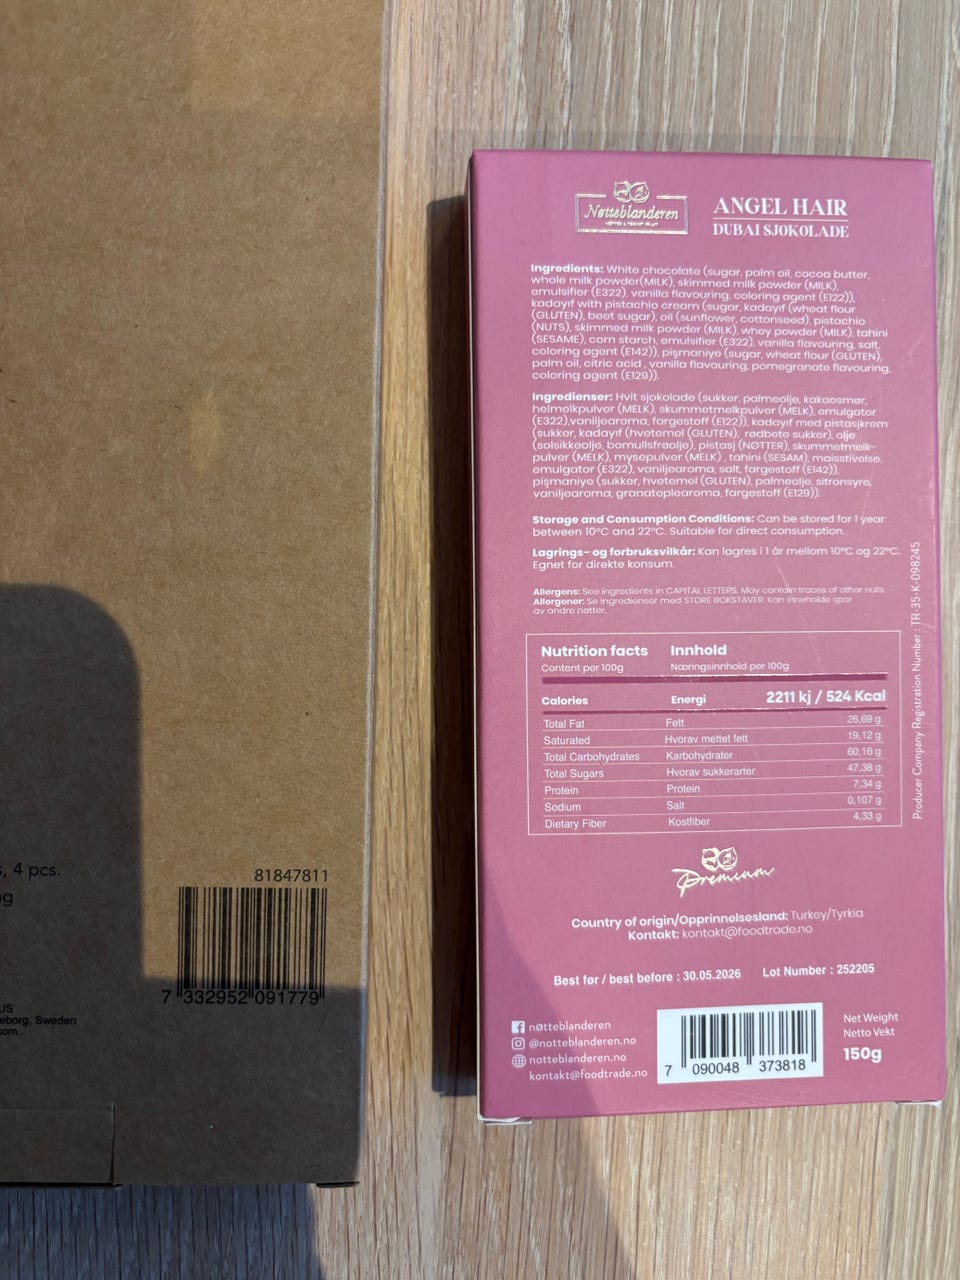 s, 4 pcs.
g
81847811
7 332952 091779
US
eborg, Sweden
com.
Nøtteblanderen
ANGEL HAIR
DUBAI SJOKOLADE
Ingredients: White chocolate (sugar, palm oil, cocoa butter,
whole milk powder(MILK), skimmed milk powder (MILK),
emulsifier (E322), vanilla flavouring, coloring agent (E122)),
kadayıf with pistachio cream (sugar, kadayıf (wheat flour
(GLUTEN), beet sugar), oil (sunflower, cottonseed), pistachio
(NUTS), skimmed milk powder (MILK), whey powder (MILK), tahini
(SESAME), corn starch, emulsifier (E322), vanilla flavouring, salt,
coloring agent (E142)), pişmaniye (sugar, wheat flour (GLUTEN),
palm oil, citric acid , vanilla flavouring, pomegranate flavouring,
coloring agent (E129)).
Ingredienser: Hvit sjokolade (sukker, palmeolje, kakaosmør,
helmelkpulver (MELK), skummetmelkpulver (MELK), emulgator
(E322),vaniljearoma, fargestoff (E122)), kadayıf med pistasjkrem
(sukker, kadayıf (hvetemel (GLUTEN), rødbete sukker), olje
(solsikkeolje, bomullsfrøolje), pistasj (NØTTER), skummetmelk-
pulver (MELK), mysepulver (MELK) , tahini (SESAM), maisstivelse,
emulgator (E322), vaniljearoma, salt, fargestoff (E142)),
pişmaniye (sukker, hvetemel (GLUTEN), palmeolje, sitronsyre,
vaniljearoma, granateplearoma, fargestoff (E129)).
Storage and Consumption Conditions: Can be stored for 1 year
between 10°C and 22°C. Suitable for direct consumption.
Lagrings- og forbruksvilkår: Kan lagres i 1 år mellom 10°C og 22°C.
Egnet for direkte konsum.
Allergens: See ingredients in CAPITAL LETTERS. May contain traces of other nuts.
Allergener: Se ingredienser med STORE BOKSTAVER. Kan inneholde spor
av andre nøtter.
Nutrition facts Innhold
Content per 100g Næringsinnhold per 100g
Calories Energi 2211 kj / 524 Kcal
Total Fat Fett 26,69 g
Saturated Hvorav mettet fett 19,12 g
Total Carbohydrates Karbohydrater 60,16 g
Total Sugars Hvorav sukkerarter 47,38 g
Protein Protein 7,34 g
Sodium Salt 0,107 g
Dietary Fiber Kostfiber 4,33 g
Producer Company Registration Number : TR-35-K-098245
Premium
Country of origin/Opprinnelsesland: Turkey/Tyrkia
Kontakt: kontakt@foodtrade.no
Best før / best before : 30.05.2026 Lot Number : 252205
nøtteblanderen
@notteblanderen.no
notteblanderen.no
kontakt@foodtrade.no
7 090048 373818
Net Weight
Netto Vekt
150g